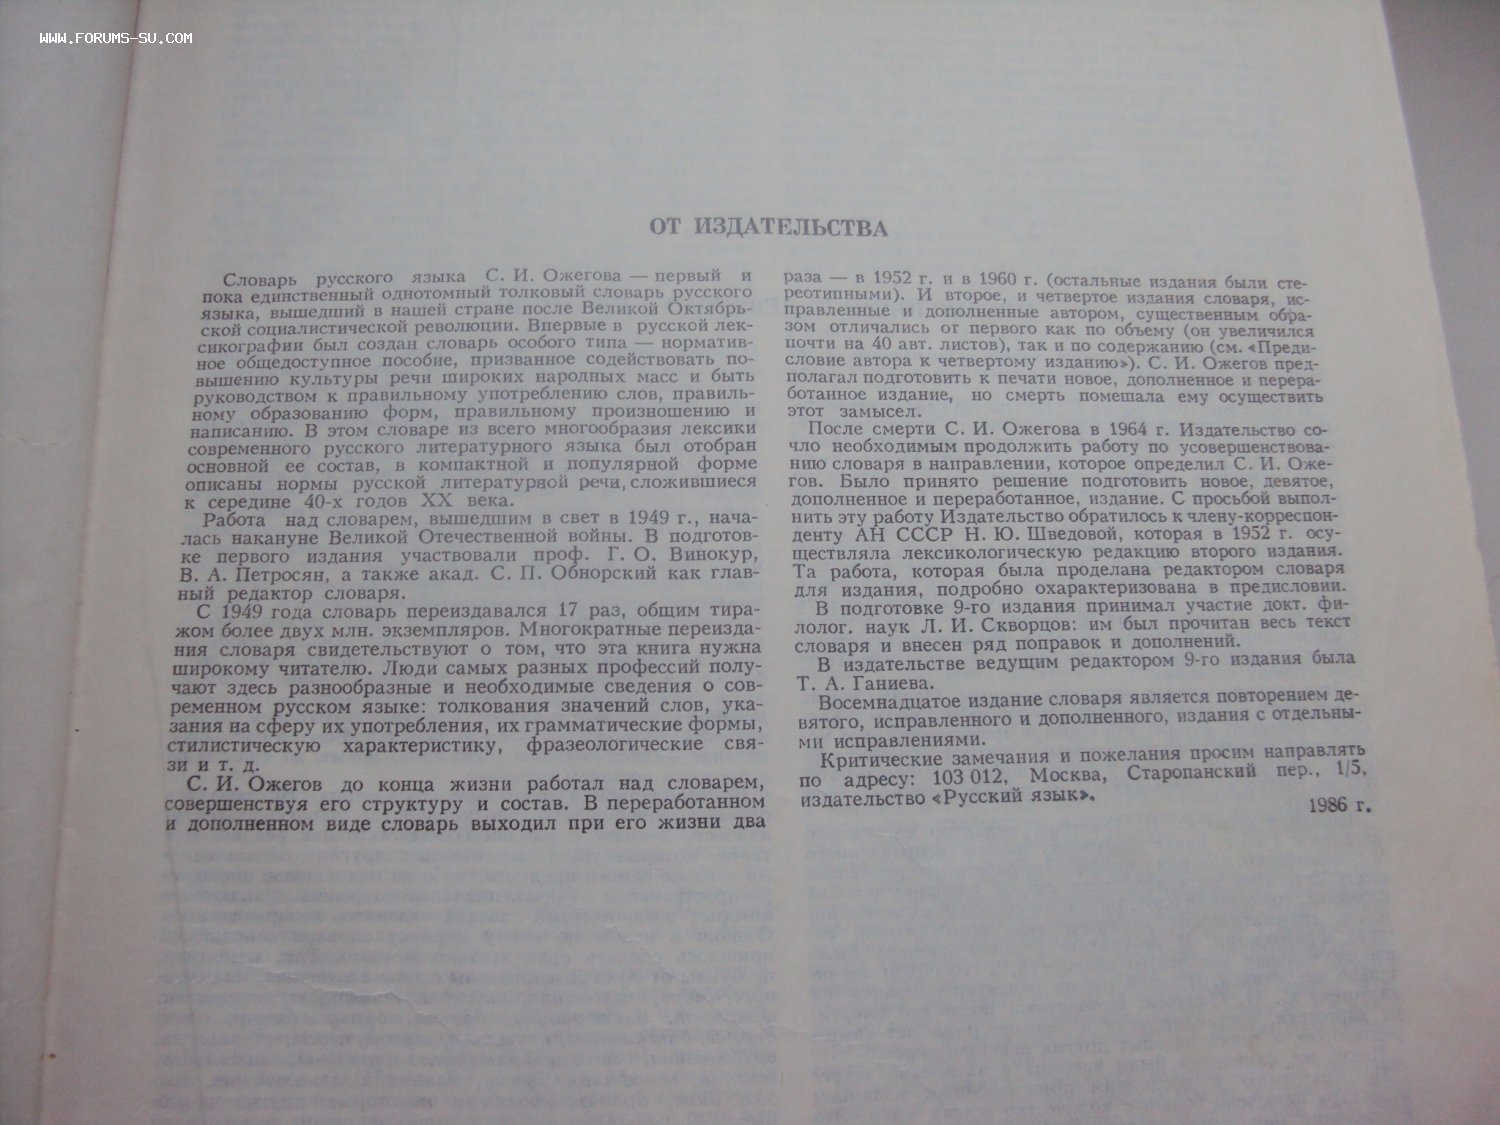 WWW.FORUMS-SU.COM
ОТ ИЗДАТЕЛЬСТВА
Словарь русского языка С. И. Ожегова — первый и
пока единственный однотомный толковый словарь русского
языка, вышедший в нашей стране после Великой Октябрь-
ской социалистической революции. Впервые в русской лек-
сикографии был создан словарь особого типа — норматив-
ное общедоступное пособие, призванное содействовать по-
вышению культуры речи широких народных масс и быть
руководством к правильному употреблению слов, правиль-
ному образованию форм, правильному произношению и
написанию. В этом словаре из всего многообразия лексики
современного русского литературного языка был отобран
основной ее состав, в компактной и популярной форме
описаны нормы русской литературной речи, сложившиеся
к середине 40-х годов XX века.
Работа над словарем, вышедшим в свет в 1949 г., нача-
лась накануне Великой Отечественной войны. В подготов-
ке первого издания участвовали проф. Г. О. Винокур,
В. А. Петросян, а также акад. С. П. Обнорский как глав-
ный редактор словаря.
С 1949 года словарь переиздавался 17 раз, общим тира-
жом более двух млн. экземпляров. Многократные переизда-
ния словаря свидетельствуют о том, что эта книга нужна
широкому читателю. Люди самых разных профессий полу-
чают здесь разнообразные и необходимые сведения о сов-
ременном русском языке: толкования значений слов, ука-
зания на сферу их употребления, их грамматические формы,
стилистическую характеристику, фразеологические свя-
зи и т. д.
С. И. Ожегов до конца жизни работал над словарем,
совершенствуя его структуру и состав. В переработанном
и дополненном виде словарь выходил при его жизни два
раза — в 1952 г. и в 1960 г. (остальные издания были сте-
реотипными). И второе, и четвертое издания словаря, ис-
правленные и дополненные автором, существенным обра-
зом отличались от первого как по объему (он увеличился
почти на 40 авт. листов), так и по содержанию (см. «Преди-
словие автора к четвертому изданию»). С. И. Ожегов пред-
полагал подготовить к печати новое, дополненное и перера-
ботанное издание, но смерть помешала ему осуществить
этот замысел.
После смерти С. И. Ожегова в 1964 г. Издательство со-
чло необходимым продолжить работу по усовершенствова-
нию словаря в направлении, которое определил С. И. Оже-
гов. Было принято решение подготовить новое, девятое,
дополненное и переработанное, издание. С просьбой выпол-
нить эту работу Издательство обратилось к члену-корреспон-
денту АН СССР Н. Ю. Шведовой, которая в 1952 г. осу-
ществляла лексикологическую редакцию второго издания.
Та работа, которая была проделана редактором словаря
для издания, подробно охарактеризована в предисловии.
В подготовке 9-го издания принимал участие докт. фи-
лолог. наук Л. И. Скворцов: им был прочитан весь текст
словаря и внесен ряд поправок и дополнений.
В издательстве ведущим редактором 9-го издания была
Т. А. Ганиева.
Восемнадцатое издание словаря является повторением де-
вятого, исправленного и дополненного, издания с отдельны-
ми исправлениями.
Критические замечания и пожелания просим направлять
по адресу: 103 012, Москва, Старопанский пер., 1/5,
издательство «Русский язык».
1986 г.